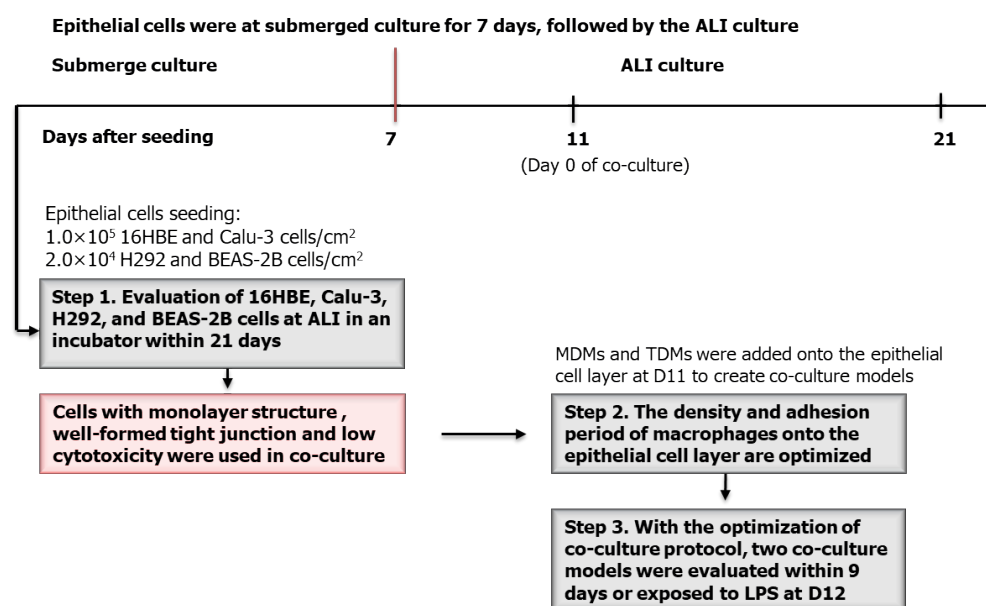 Epithelial cells were at submerged culture for 7 days, followed by the ALI culture
Submerge culture
ALI culture
Days after seeding
7
11
21
(Day 0 of co-culture)
Epithelial cells seeding:
1.0×10⁵ 16HBE and Calu-3 cells/cm²
2.0×10⁴ H292 and BEAS-2B cells/cm²
Step 1. Evaluation of 16HBE, Calu-3,
H292, and BEAS-2B cells at ALI in an
incubator within 21 days
Cells with monolayer structure ,
well-formed tight junction and low
cytotoxicity were used in co-culture
MDMs and TDMs were added onto the epithelial
cell layer at D11 to create co-culture models
Step 2. The density and adhesion
period of macrophages onto the
epithelial cell layer are optimized
Step 3. With the optimization of
co-culture protocol, two co-culture
models were evaluated within 9
days or exposed to LPS at D12